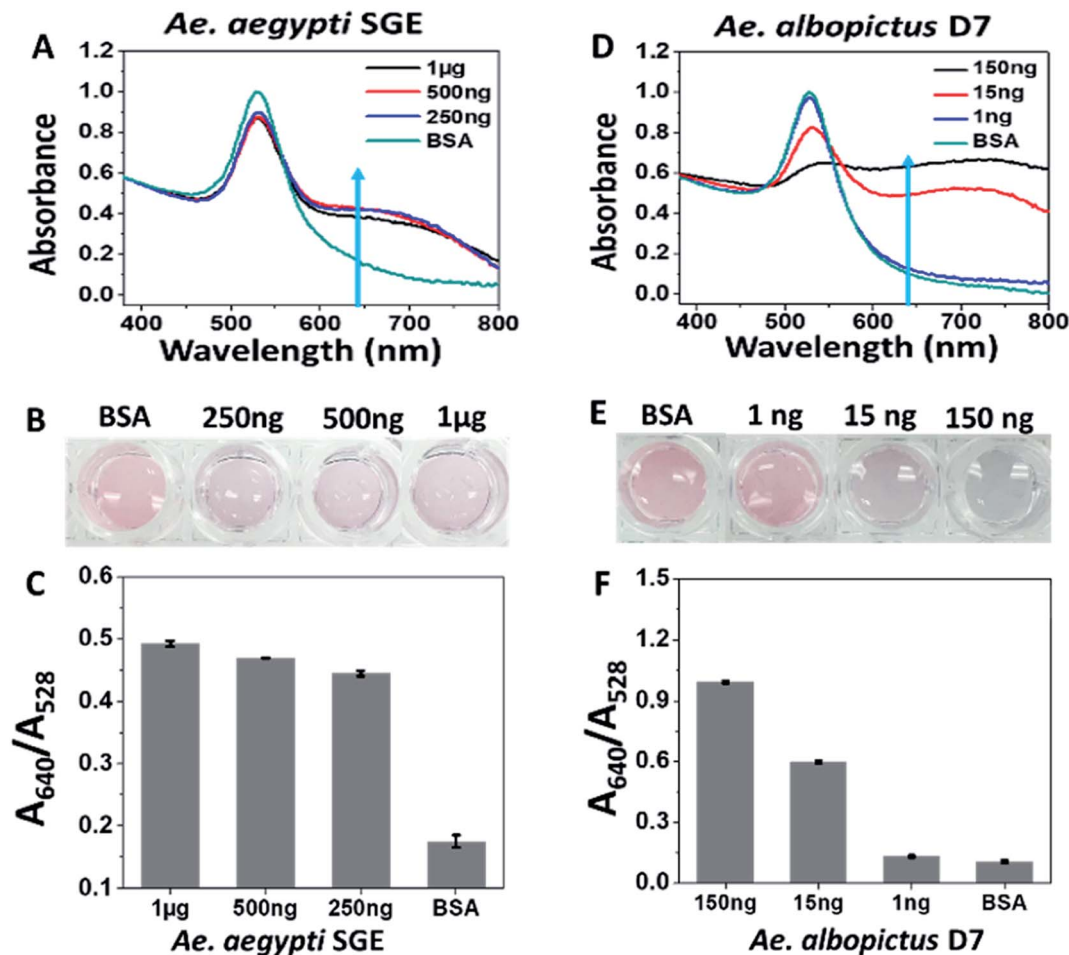 Ae. aegypti SGE
A
1.2
1.0
0.8
0.6
0.4
0.2
0.0
Absorbance
1µg
500ng
250ng
BSA
400 500 600 700 800
Wavelength (nm)
B
BSA 250ng 500ng 1µg
C
0.6
0.5
0.4
0.3
0.2
0.1
A640/A528
1µg 500ng 250ng BSA
Ae. aegypti SGE
Ae. albopictus D7
D
1.2
1.0
0.8
0.6
0.4
0.2
0.0
Absorbance
150ng
15ng
1ng
BSA
400 500 600 700 800
Wavelength (nm)
E
BSA 1 ng 15 ng 150 ng
F
1.5
1.2
0.9
0.6
0.3
0.0
A640/A528
150ng 15ng 1ng BSA
Ae. albopictus D7